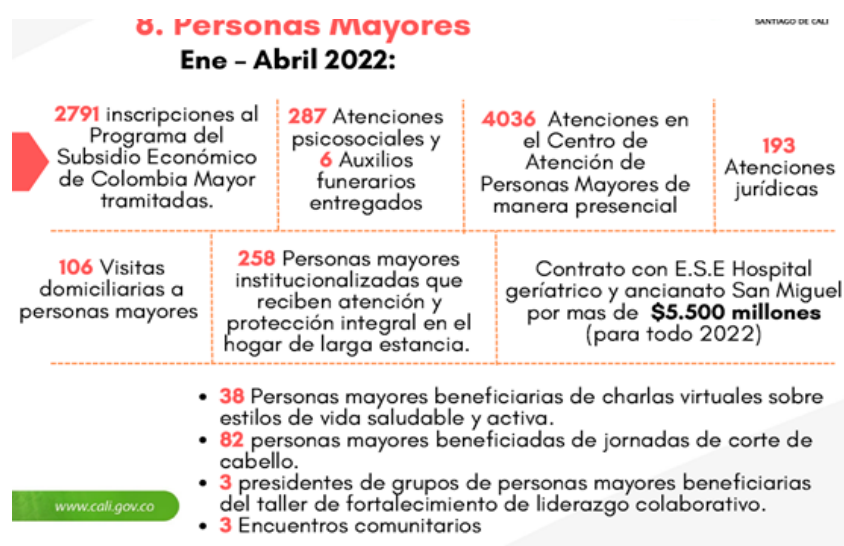 SANTIAGO DE CALI
8. Personas Mayores
Ene – Abril 2022:
2791 inscripciones al
Programa del
Subsidio Económico
de Colombia Mayor
tramitadas.
287 Atenciones
psicosociales y
6 Auxilios
funerarios
entregados
4036 Atenciones en
el Centro de
Atención de
Personas Mayores de
manera presencial
193
Atenciones
jurídicas
106 Visitas
domiciliarias a
personas mayores
258 Personas mayores
institucionalizadas que
reciben atención y
protección integral en el
hogar de larga estancia.
Contrato con E.S.E Hospital
geríatrico y ancianato San Miguel
por mas de $5.500 millones
(para todo 2022)
• 38 Personas mayores beneficiarias de charlas virtuales sobre
estilos de vida saludable y activa.
• 82 personas mayores beneficiadas de jornadas de corte de
cabello.
• 3 presidentes de grupos de personas mayores beneficiarias
del taller de fortalecimiento de liderazgo colaborativo.
• 3 Encuentros comunitarios
www.cali.gov.co